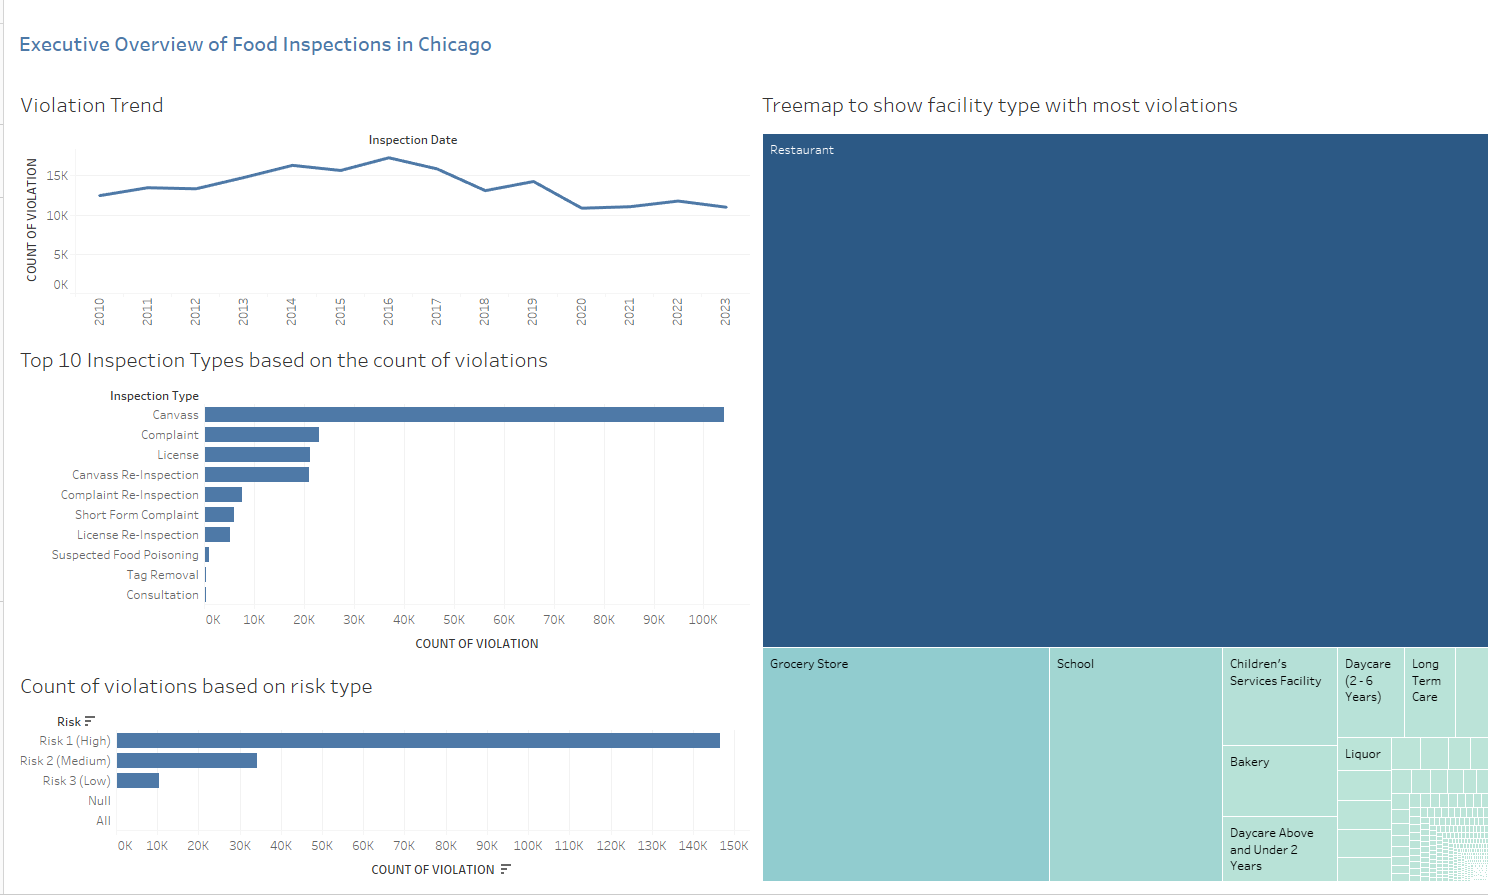 Executive Overview of Food Inspections in Chicago
Violation Trend
Inspection Date
COUNT OF VIOLATION
15K
10K
5K
0K
2010 2011 2012 2013 2014 2015 2016 2017 2018 2019 2020 2021 2022 2023
Top 10 Inspection Types based on the count of violations
Inspection Type
Canvass
Complaint
License
Canvass Re-Inspection
Complaint Re-Inspection
Short Form Complaint
License Re-Inspection
Suspected Food Poisoning
Tag Removal
Consultation
0K 10K 20K 30K 40K 50K 60K 70K 80K 90K 100K
COUNT OF VIOLATION
Count of violations based on risk type
Risk
Risk 1 (High)
Risk 2 (Medium)
Risk 3 (Low)
Null
All
0K 10K 20K 30K 40K 50K 60K 70K 80K 90K 100K 110K 120K 130K 140K 150K
COUNT OF VIOLATION
Treemap to show facility type with most violations
Restaurant
Grocery Store
School
Children's
Services Facility
Bakery
Daycare Above
and Under 2
Years
Daycare
(2 - 6
Years)
Long
Term
Care
Liquor